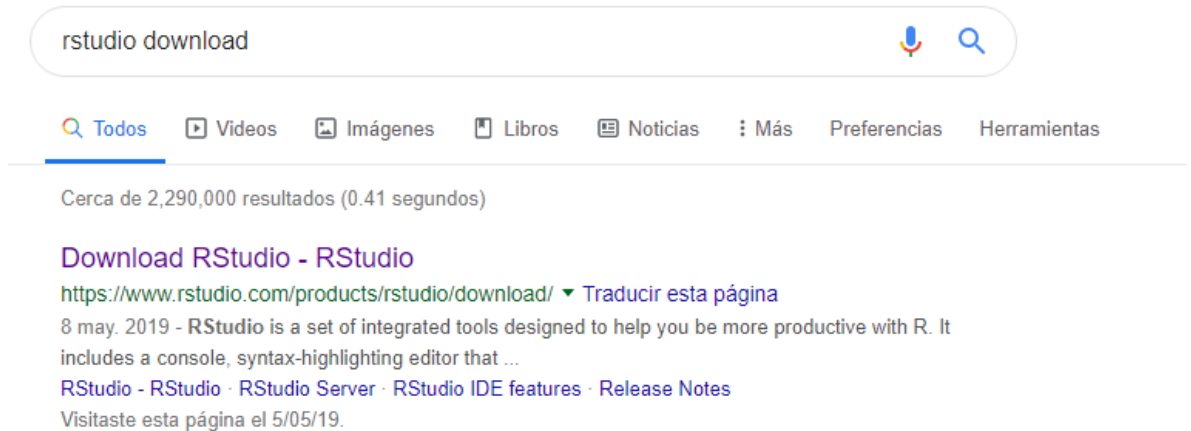 rstudio download
Todos Videos Imágenes Libros Noticias Más Preferencias Herramientas
Cerca de 2,290,000 resultados (0.41 segundos)
Download RStudio - RStudio
https://www.rstudio.com/products/rstudio/download/ ▼ Traducir esta página
8 may. 2019 - RStudio is a set of integrated tools designed to help you be more productive with R. It
includes a console, syntax-highlighting editor that ...
RStudio - RStudio · RStudio Server · RStudio IDE features · Release Notes
Visitaste esta página el 5/05/19.